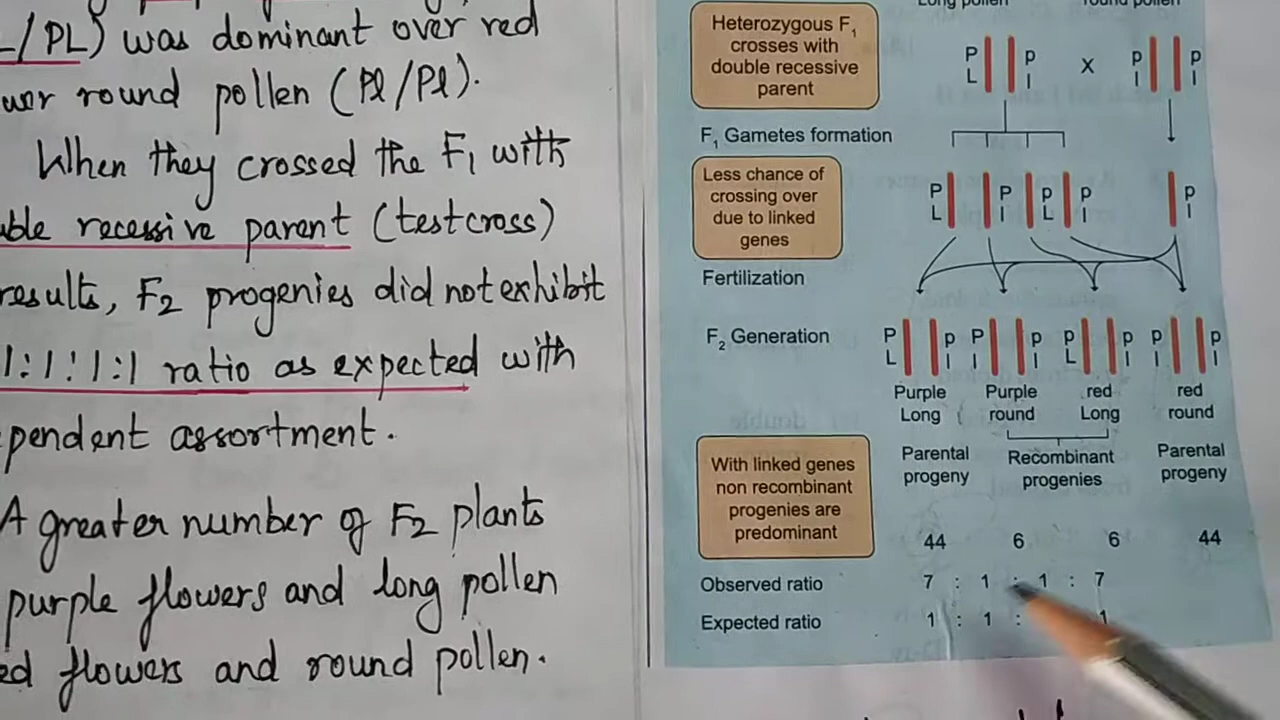 /PL) was dominant over red
round pollen (Pl/Pl).
When they crossed the F1 with
recessive parent (testcross)
results, F2 progenies did not exhibit
1:1:1:1 ratio as expected with
assortment.
A greater number of F2 plants
purple flowers and long pollen
flowers and round pollen.
Heterozygous F1
crosses with
double recessive
parent
P p X p p
L l l l
F1 Gametes formation
Less chance of
crossing over
due to linked
genes
P P p p p
L l L l l
Fertilization
F2 Generation
P p P p p p p p
L l l l L l l l
Purple Purple red red
Long round Long round
Parental Recombinant Parental
progeny progenies progeny
With linked genes
non recombinant
progenies are
predominant
44 6 6 44
Observed ratio 7 : 1 : 1 : 7
Expected ratio 1 : 1 : 1